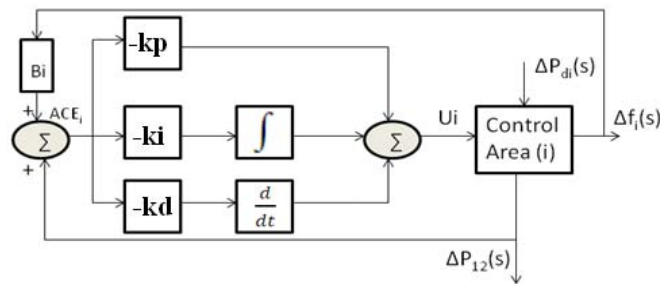 -kp
Bi
ΔP_di(s)
+
ACE_i
Σ
-ki
∫
Σ
Ui
Control
Area (i)
Δf_i(s)
+
-kd
d
dt
ΔP_12(s)